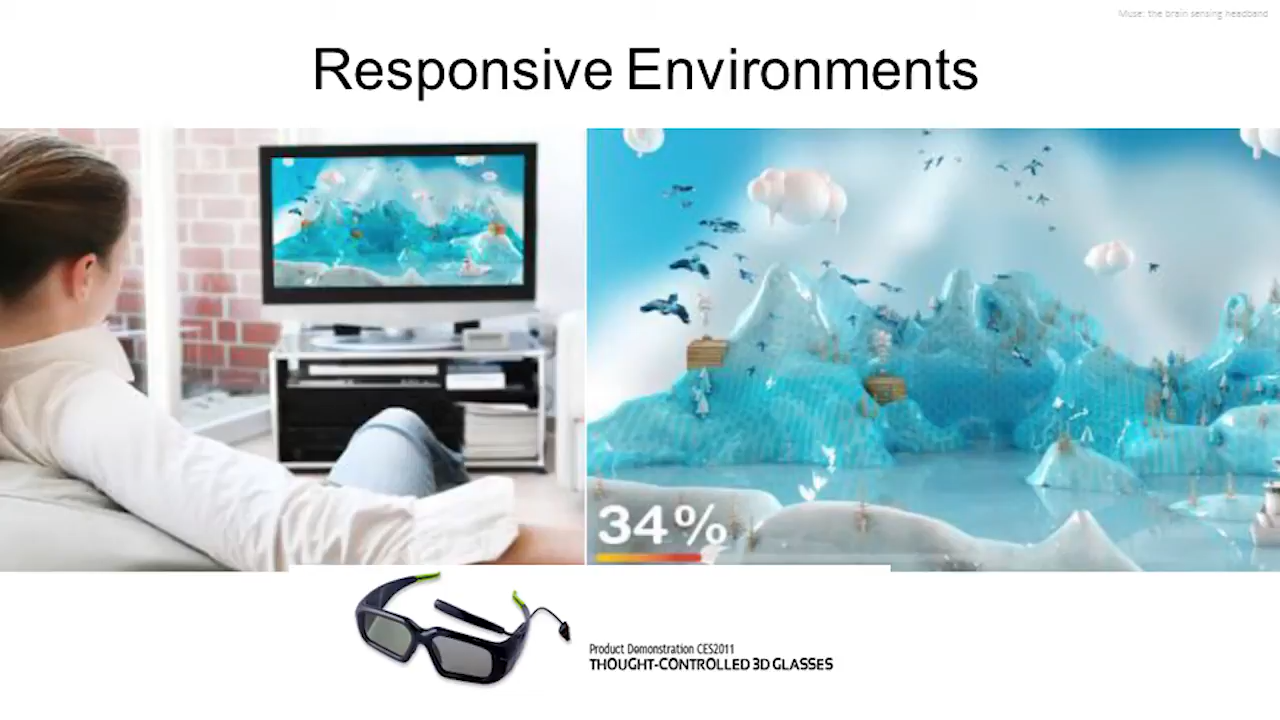 Muse: the brain sensing headband
Responsive Environments
34%
Product Demonstration CES2011
THOUGHT-CONTROLLED 3D GLASSES